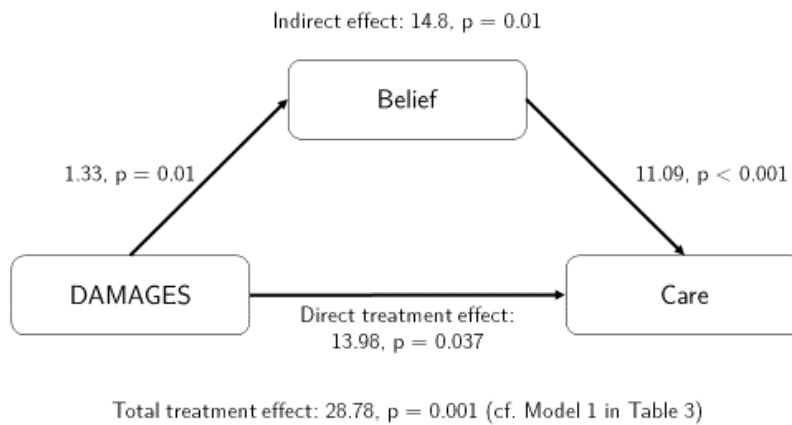 Indirect effect: 14.8, p = 0.01
Belief
1.33, p = 0.01
11.09, p < 0.001
DAMAGES
Care
Direct treatment effect:
13.98, p = 0.037
Total treatment effect: 28.78, p = 0.001 (cf. Model 1 in Table 3)